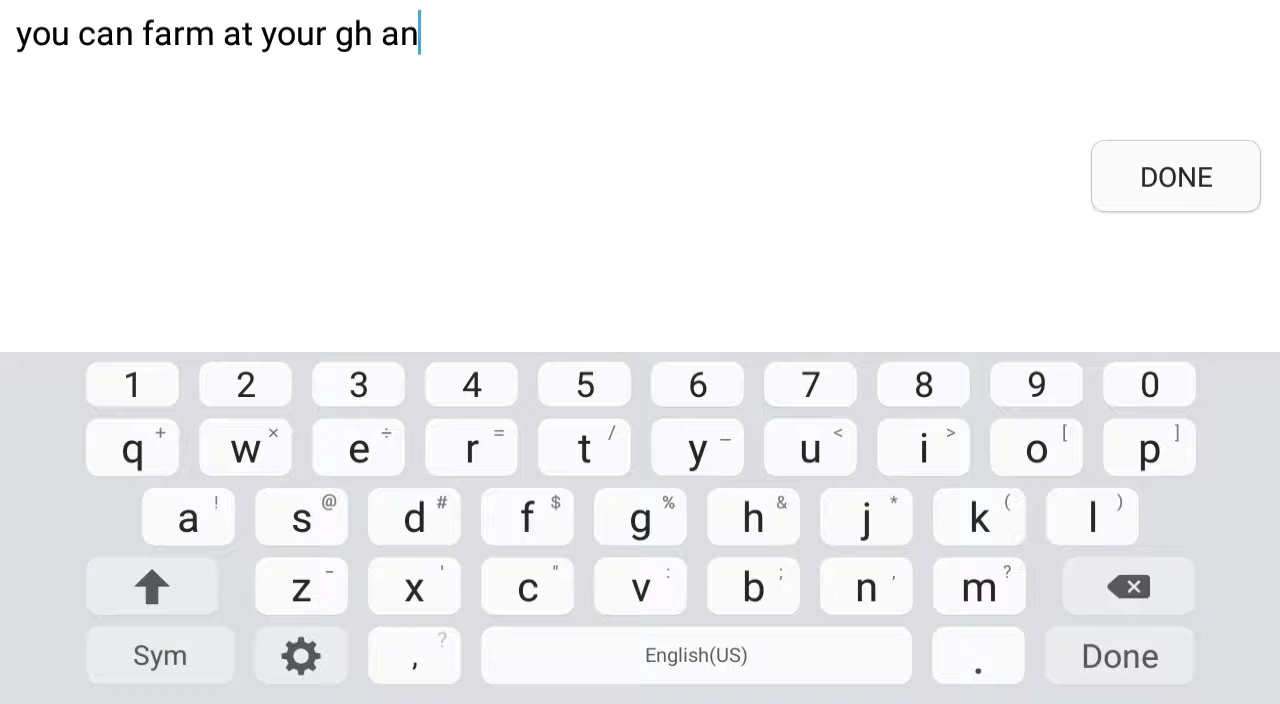 you can farm at your gh an
DONE
1 2 3 4 5 6 7 8 9 0
q + w × e ÷ r = t / y _ u < i > o [ p ]
a ! s @ d # f $ g % h & j * k ( l )
z - x ' c " v : b ; n , m ?
Sym , ? English(US) . Done